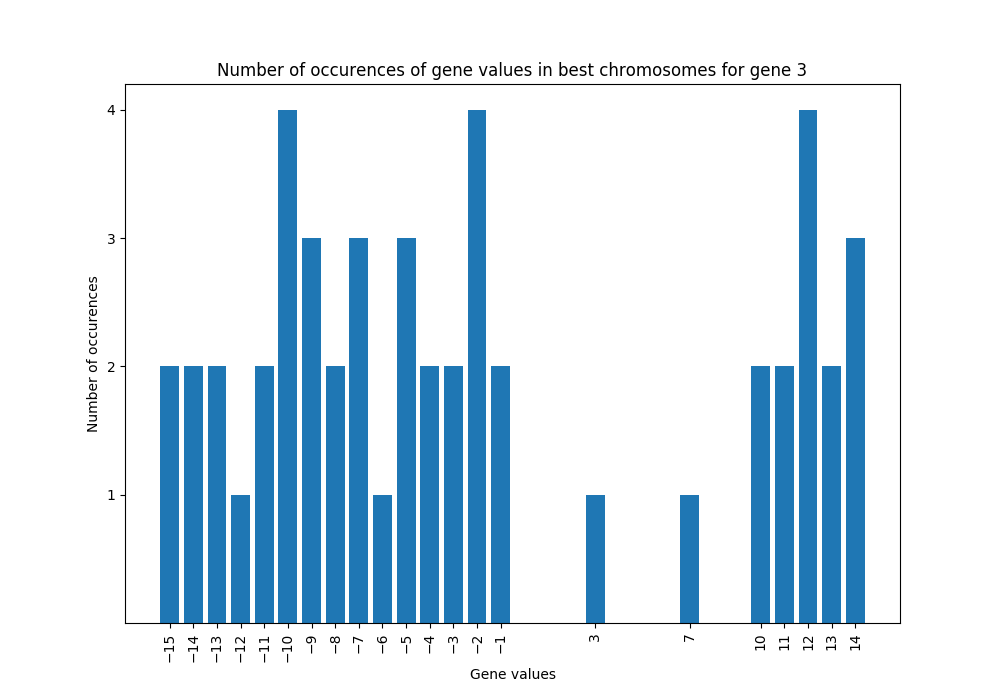 Number of occurences of gene values in best chromosomes for gene 3
Number of occurences
4
3
2
1
−15 −14 −13 −12 −11 −10 −9 −8 −7 −6 −5 −4 −3 −2 −1 3 7 10 11 12 13 14
Gene values